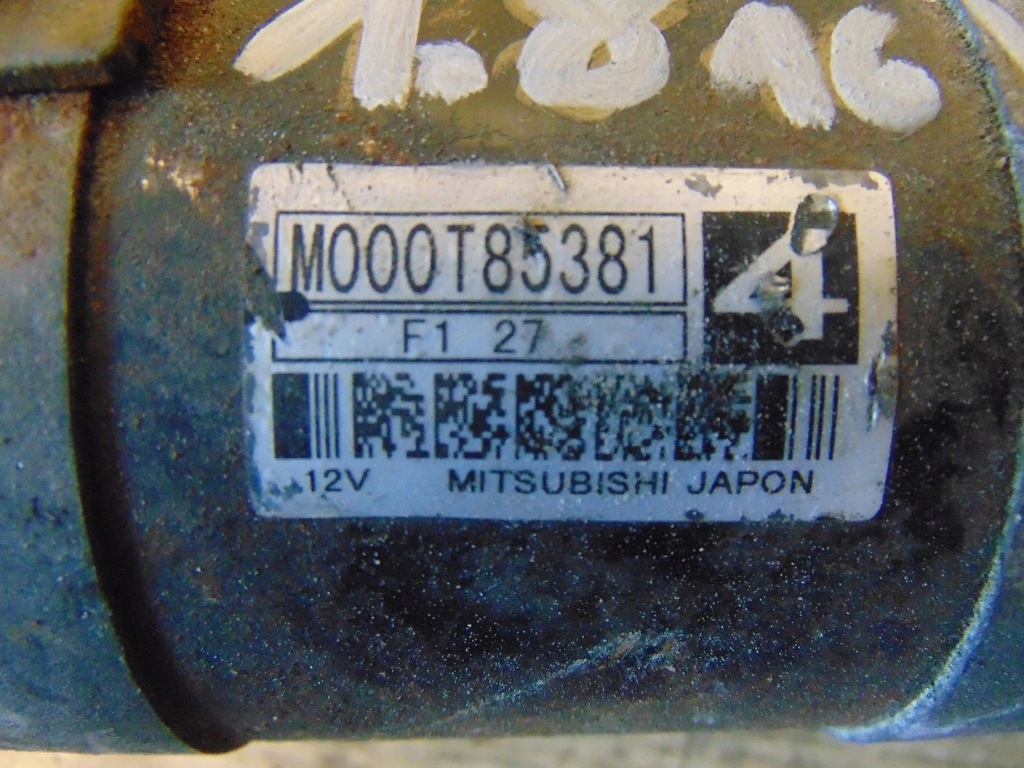 1.8 16
M000T85381
4
F1 27
12V MITSUBISHI JAPON